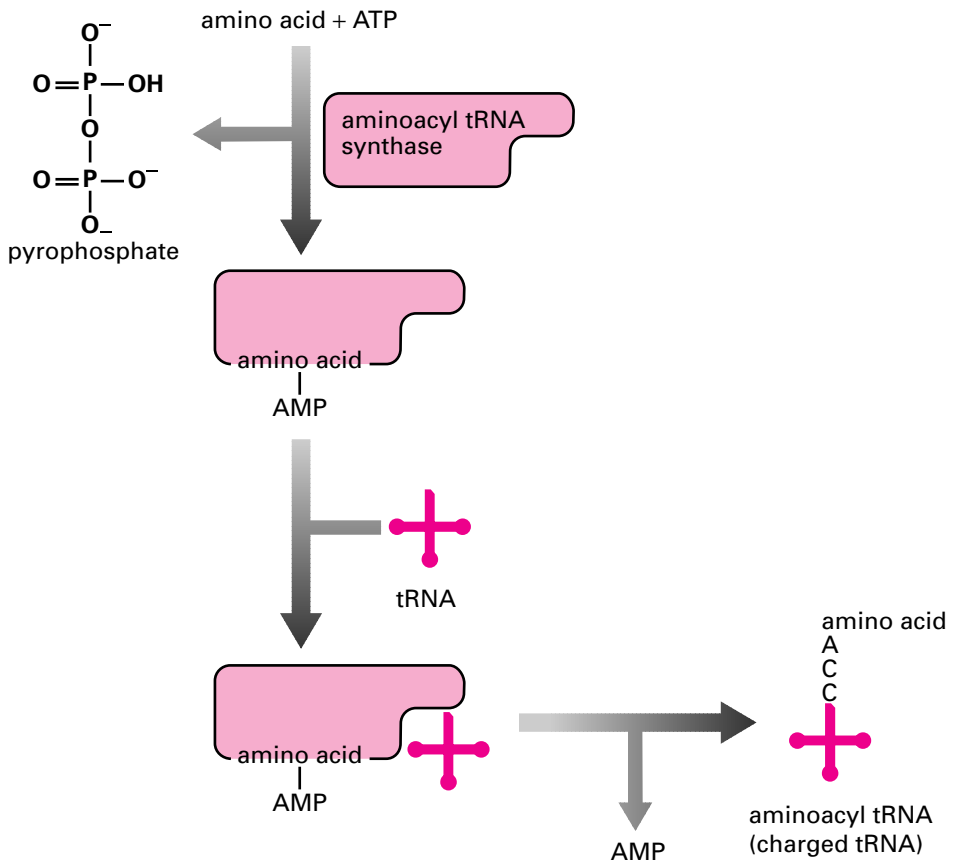 amino acid + ATP
O−
O=P—OH
O
O=P—O−
O−
pyrophosphate
aminoacyl tRNA
synthase
amino acid
AMP
tRNA
amino acid
AMP
AMP
amino acid
A
C
C
aminoacyl tRNA
(charged tRNA)